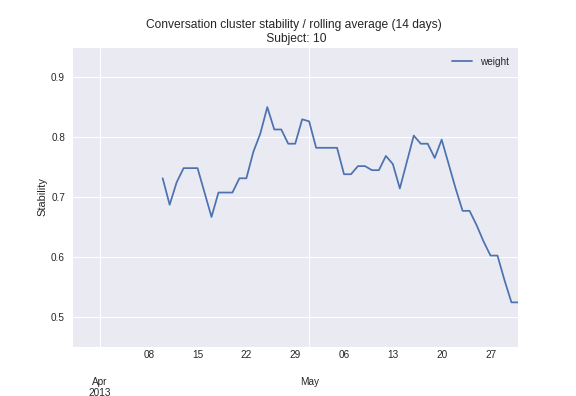 Conversation cluster stability / rolling average (14 days)
Subject: 10
weight
0.9
0.8
0.7
0.6
0.5
Stability
08 15 22 29 06 13 20 27
Apr May
2013